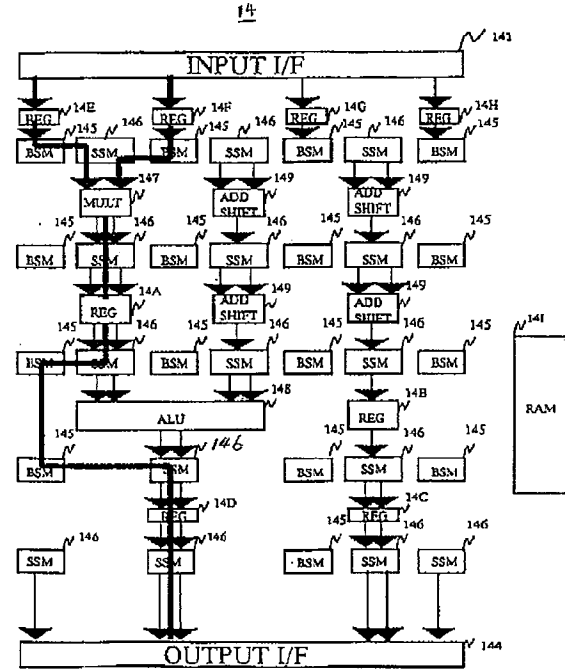 14
INPUT I/F
14E 14F 14G 14H
REG REG REG REG
145 146 145 146 145 146 145
BSM SSM BSM SSM BSM SSM BSM
147 149 149
MULT ADD SHIFT ADD SHIFT
145 146 145 146 145 146 145
BSM SSM BSM SSM BSM SSM BSM
14A 149 149
REG ADD SHIFT ADD SHIFT
141
145 146 145 146 145 146 145
BSM SSM BSM SSM BSM SSM BSM
148 14B
ALU REG RAM
145 146 145 146 145
BSM SSM BSM SSM BSM
14D 14C
REG REG
146 146 145 146 146
SSM SSM BSM SSM SSM
OUTPUT I/F 144